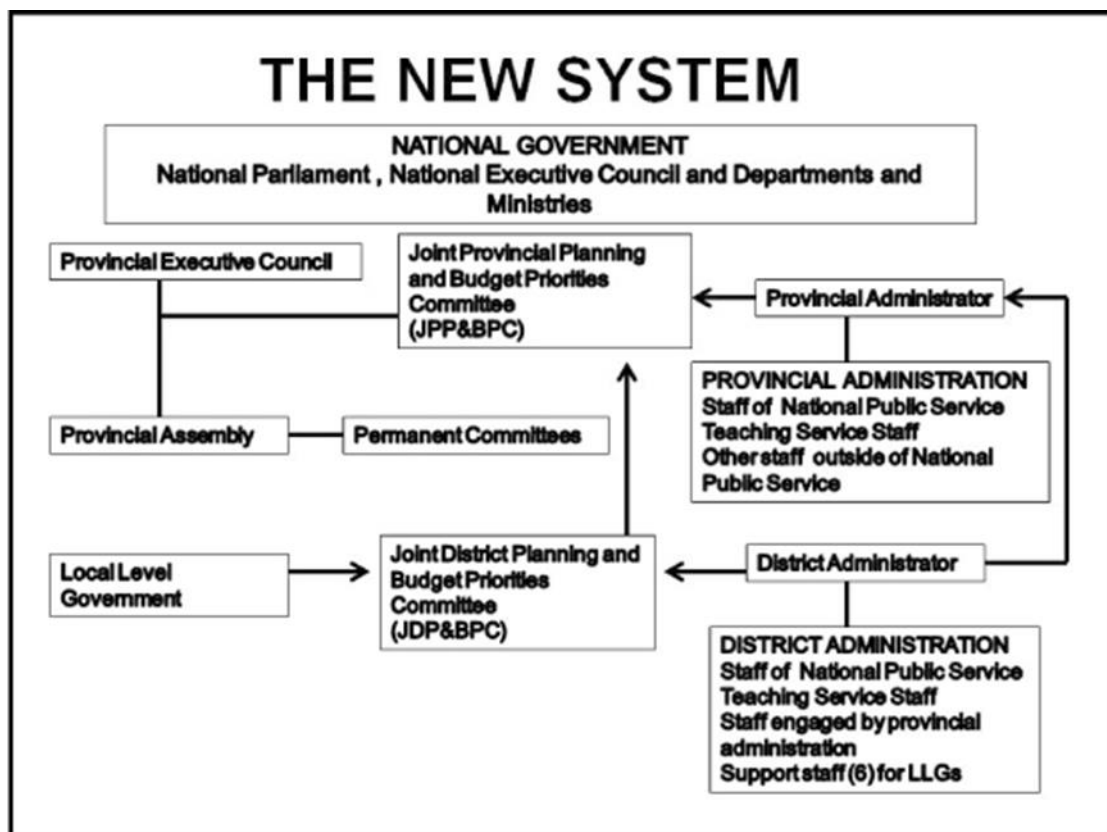 THE NEW SYSTEM
NATIONAL GOVERNMENT
National Parliament , National Executive Council and Departments and
Ministries
Provincial Executive Council
Joint Provincial Planning
and Budget Priorities
Committee
(JPP&BPC)
Provincial Administrator
PROVINCIAL ADMINISTRATION
Staff of National Public Service
Teaching Service Staff
Other staff outside of National
Public Service
Provincial Assembly
Permanent Committees
Local Level
Government
Joint District Planning and
Budget Priorities
Committee
(JDP&BPC)
District Administrator
DISTRICT ADMINISTRATION
Staff of National Public Service
Teaching Service Staff
Staff engaged by provincial
administration
Support staff (6) for LLGs